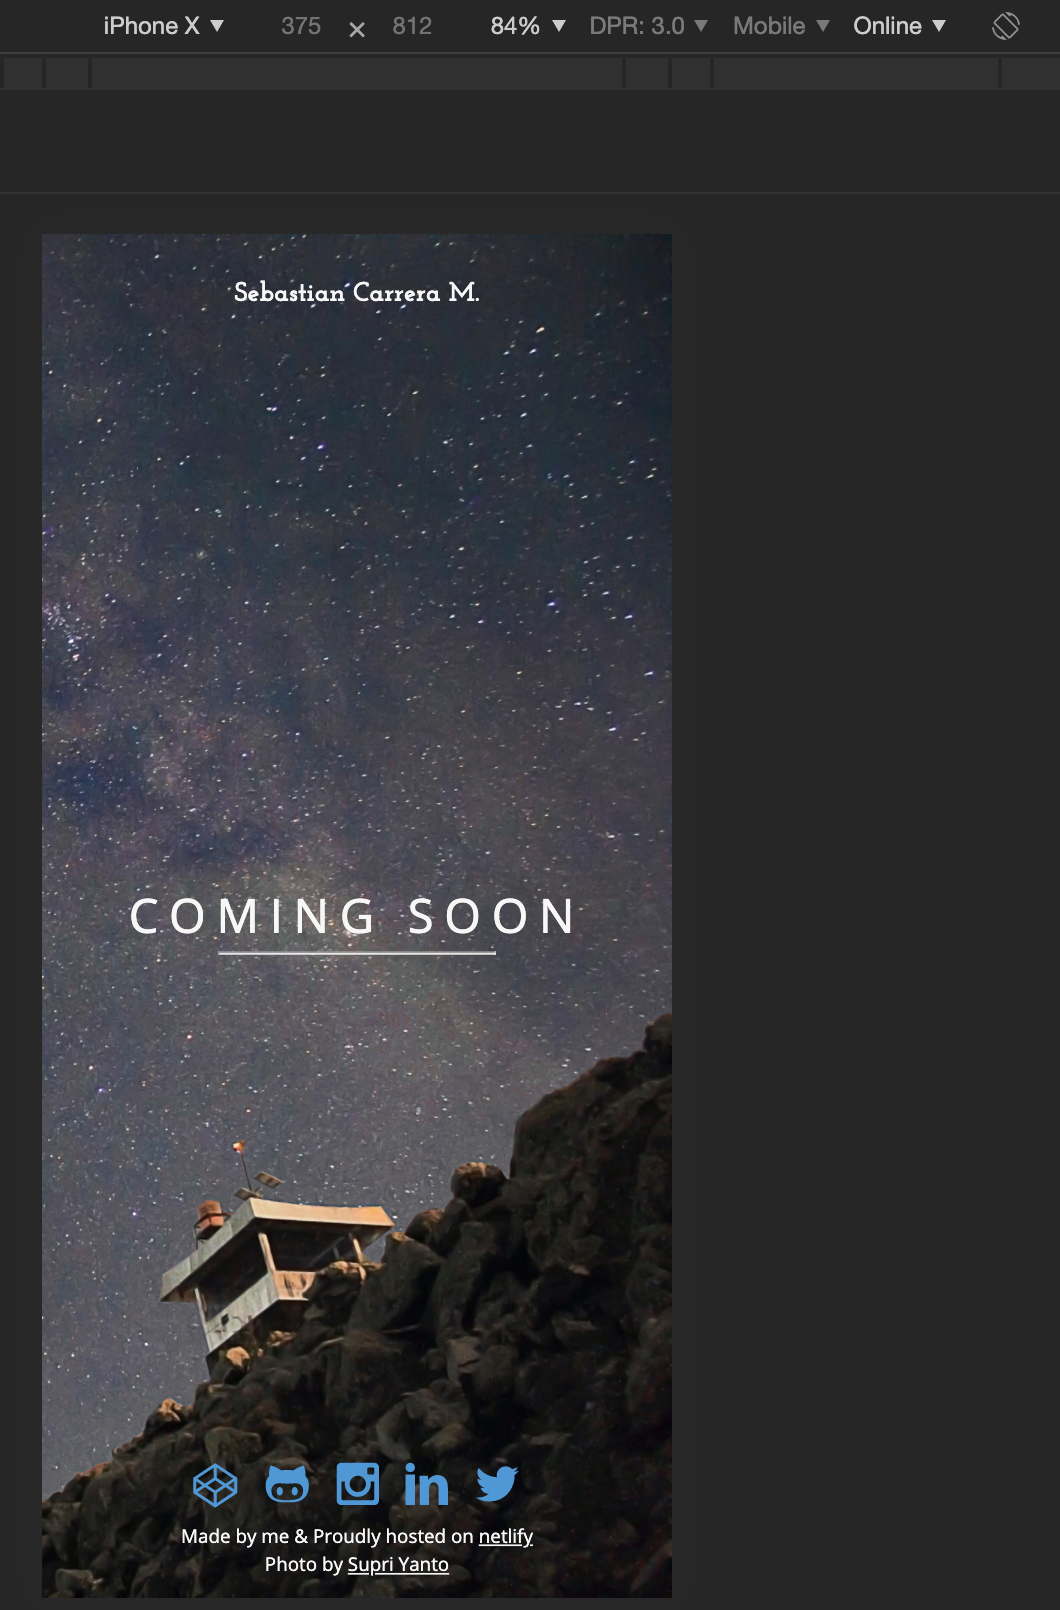 iPhone X ▼ 375 × 812 84% ▼ DPR: 3.0 ▼ Mobile ▼ Online ▼
Sebastian Carrera M.
COMING SOON
Made by me & Proudly hosted on netlify
Photo by Supri Yanto